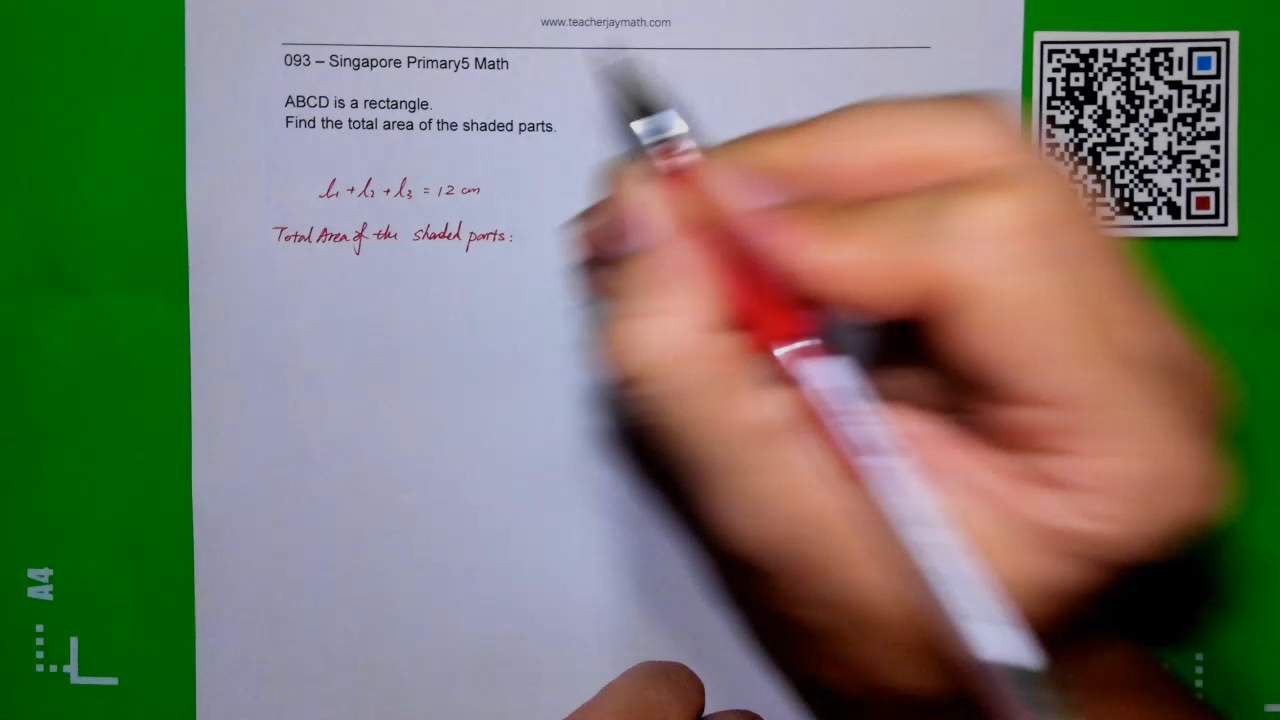 www.teacherjaymath.com
093 – Singapore Primary5 Math
ABCD is a rectangle.
Find the total area of the shaded parts.
l₁ + l₂ + l₃ = 12 cm
Total Area of the shaded parts:
A4